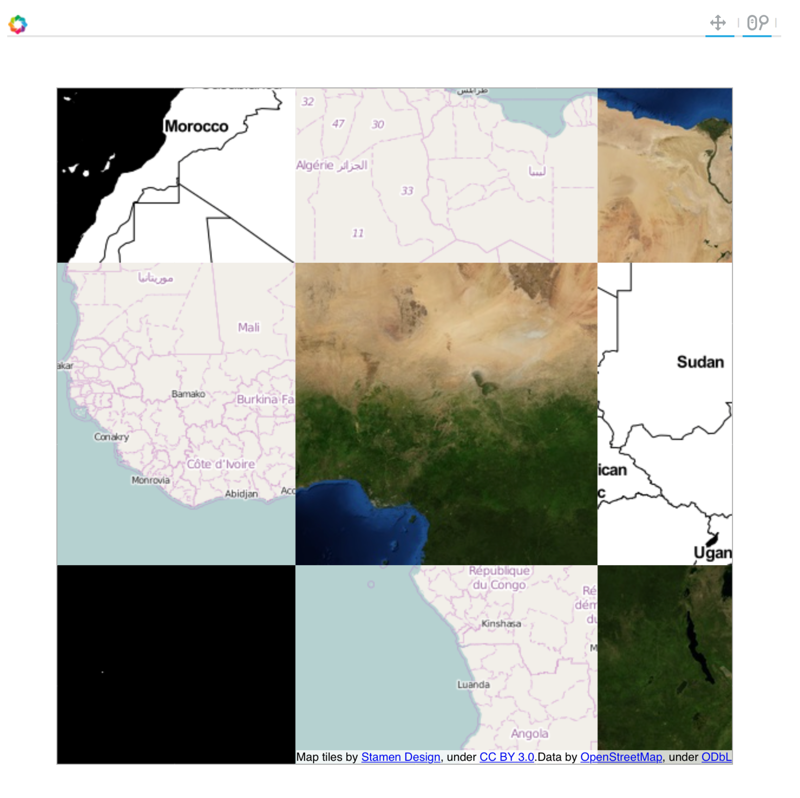 طرابلس
32
47
30
Morocco
Algérie الجزائر
ليبيا
33
11
موريتانيا
Mali
Sudan
akar
Bamako
Burkina-Fa
Conakry
Côte d'Ivoire
ican
Monrovia
Abidjan
Acc
c
Ugan
République
du Congo
Ré
dém
du
Kinshasa
M
Luanda
Angola
Map tiles by Stamen Design, under CC BY 3.0.Data by OpenStreetMap, under ODbL